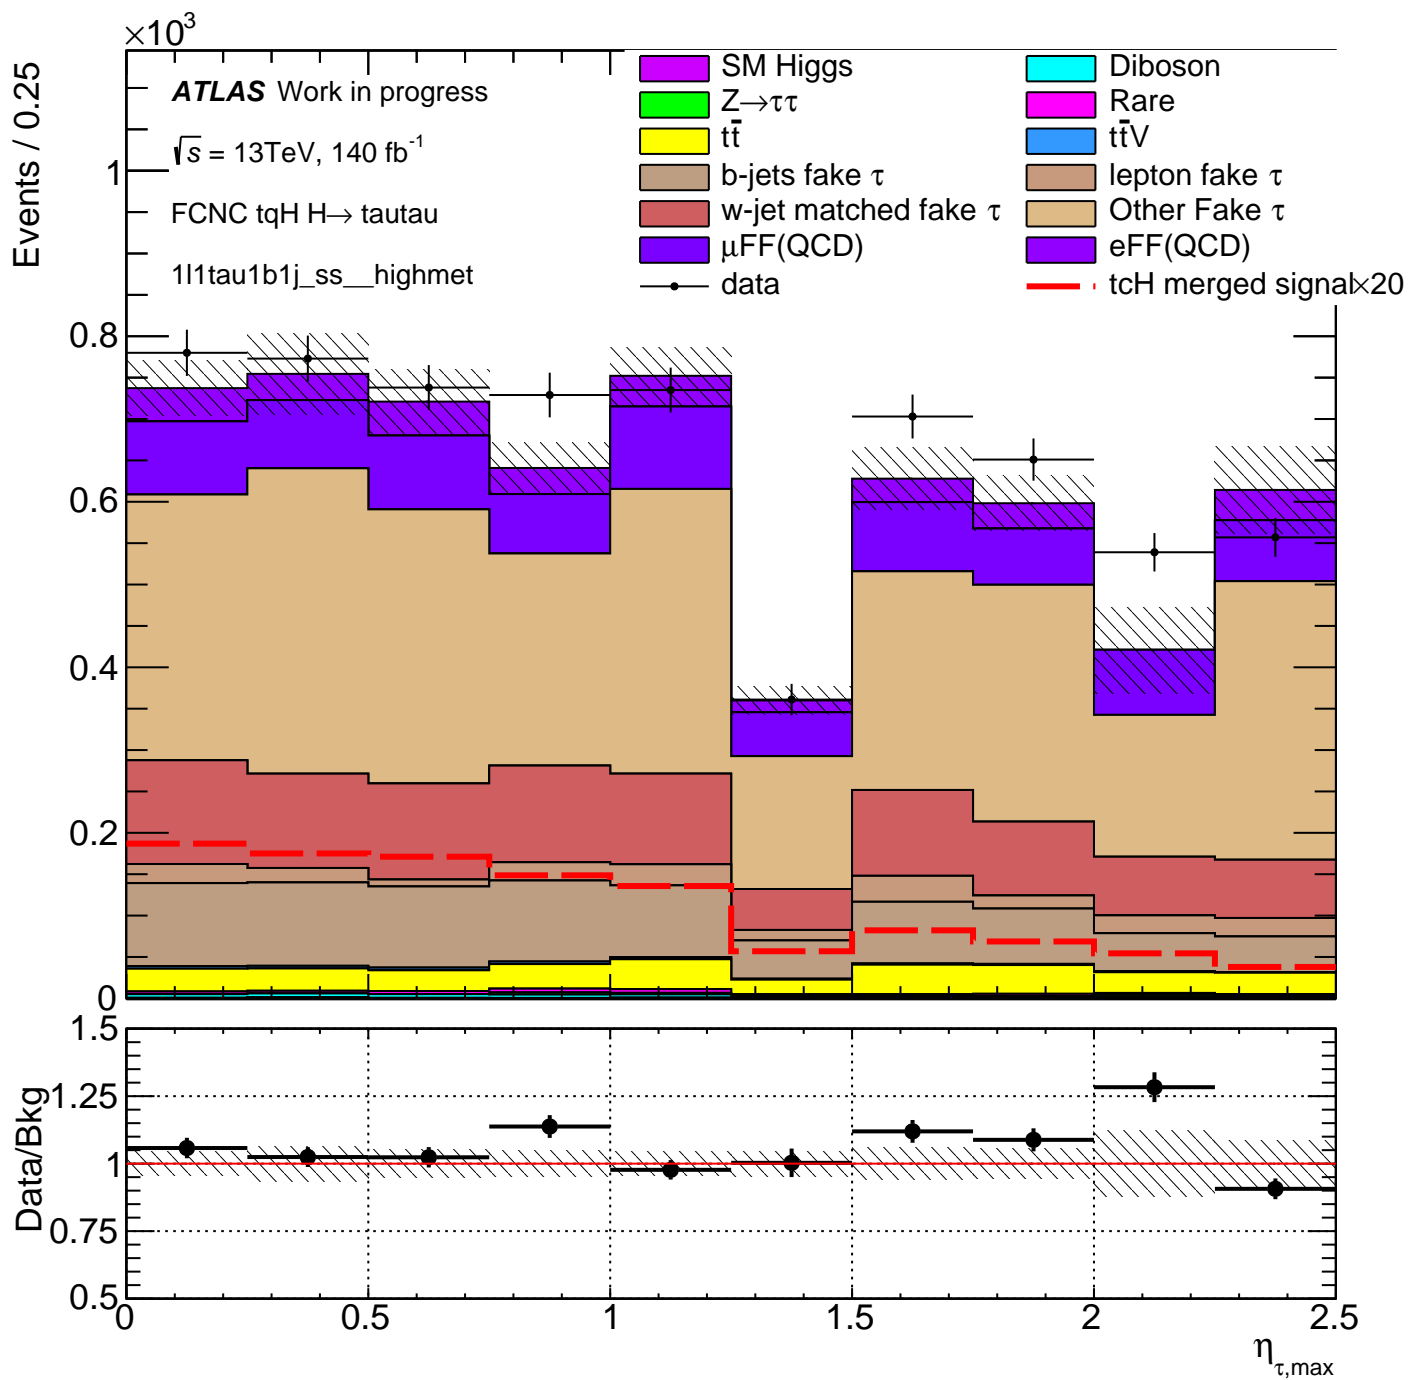 ×10³
Events / 0.25
ATLAS Work in progress
√s = 13TeV, 140 fb⁻¹
FCNC tqH H→ tautau
1l1tau1b1j_ss__highmet
SM Higgs
Diboson
Z→ττ
Rare
tt̄
tt̄V
b-jets fake τ
lepton fake τ
w-jet matched fake τ
Other Fake τ
μFF(QCD)
eFF(QCD)
data
tcH merged signal×20
1
0.8
0.6
0.4
0.2
0
Data/Bkg
1.5
1.25
1
0.75
0.5
0 0.5 1 1.5 2 2.5
η τ,max